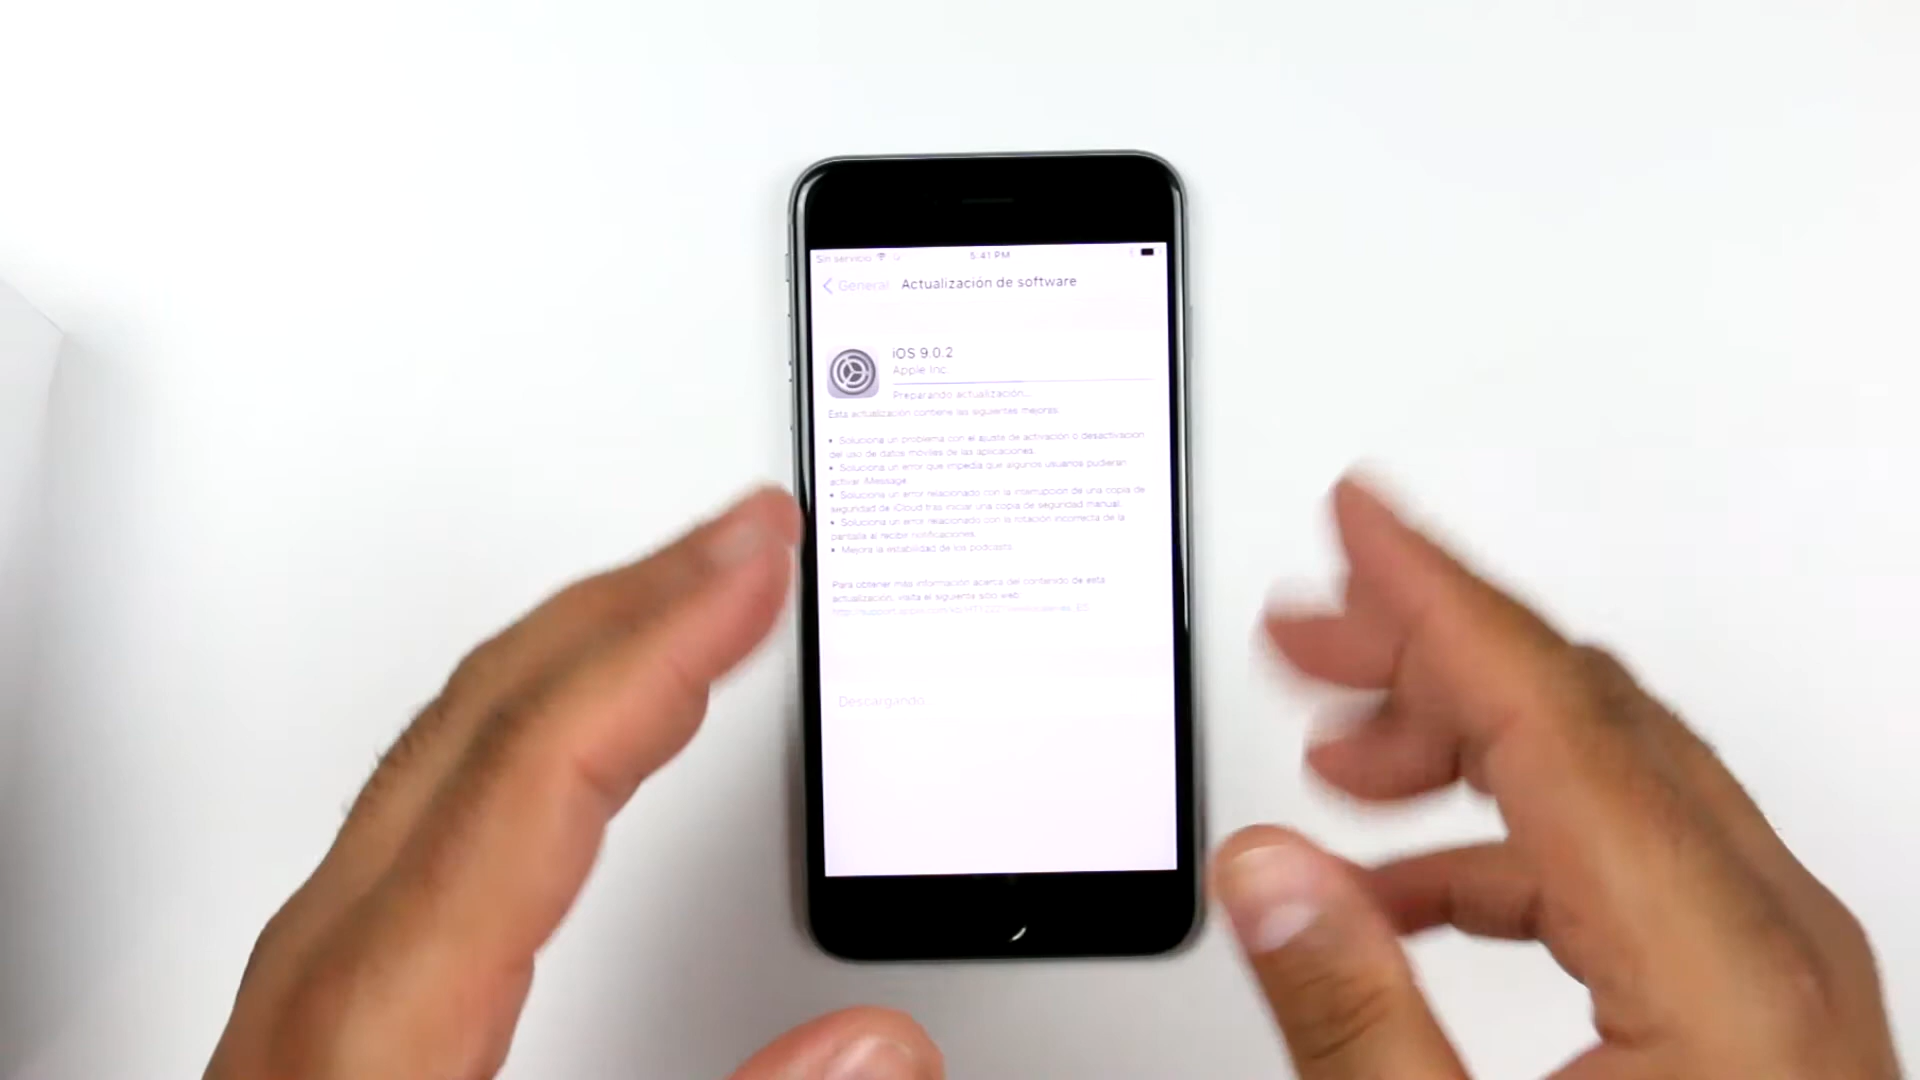 Sin servicio 5:41 PM
General Actualización de software
iOS 9.0.2
Apple Inc.
Preparando actualización...
Esta actualización contiene las siguientes mejoras:
• Soluciona un problema con el ajuste de activación o desactivación
del uso de datos móviles de las aplicaciones.
• Soluciona un error que impedía que algunos usuarios pudieran
activar iMessage.
• Soluciona un error relacionado con la interrupción de una copia de
seguridad de iCloud tras iniciar una copia de seguridad manual.
• Soluciona un error relacionado con la rotación incorrecta de la
pantalla al recibir notificaciones.
• Mejora la estabilidad de los podcasts.
Para obtener más información acerca del contenido de esta
actualización, visita el siguiente sitio web:
Descargando...